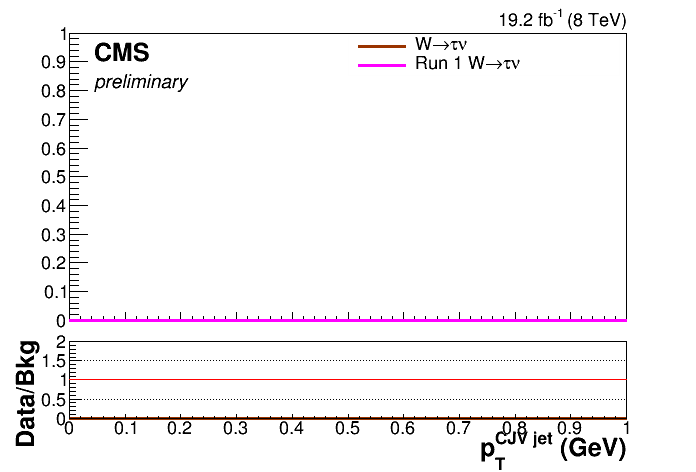 19.2 fb⁻¹ (8 TeV)
CMS
preliminary
W→τν
Run 1 W→τν
1
0.9
0.8
0.7
0.6
0.5
0.4
0.3
0.2
0.1
0
Data/Bkg
2
1.5
1
0.5
0
0 0.1 0.2 0.3 0.4 0.5 0.6 0.7 0.8 0.9 1
p_T^CJV jet (GeV)